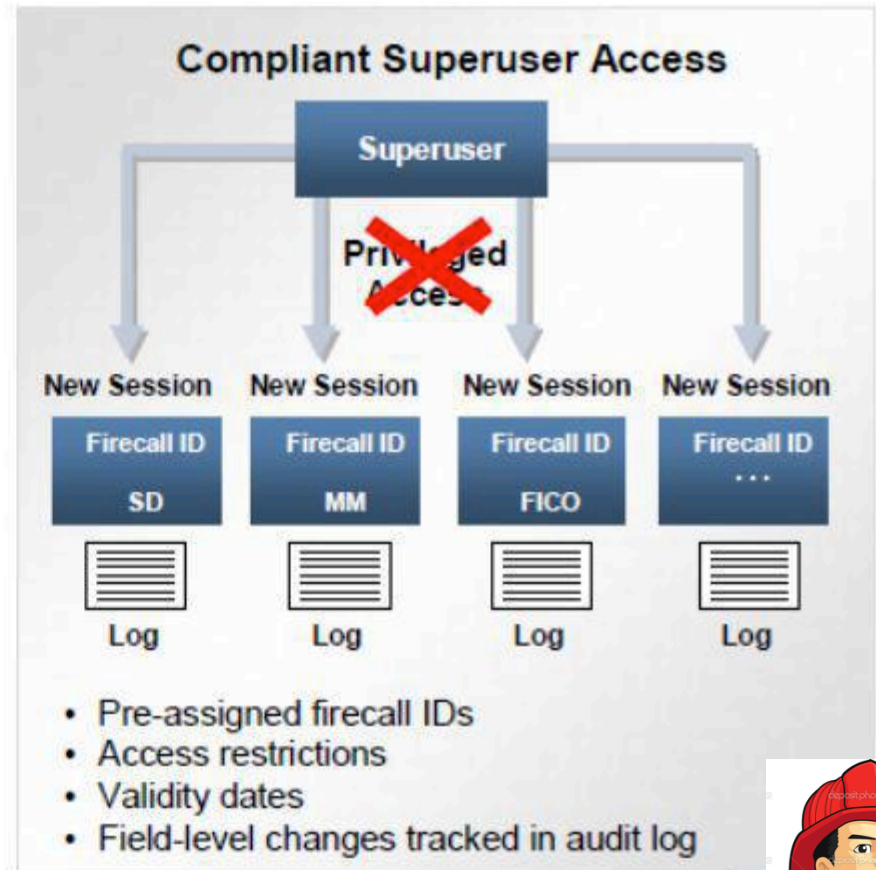 Compliant Superuser Access
Superuser
Privileged
Access
New Session New Session New Session New Session
Firecall ID Firecall ID Firecall ID Firecall ID
SD MM FICO ...
Log Log Log Log
• Pre-assigned firecall IDs
• Access restrictions
• Validity dates
• Field-level changes tracked in audit log